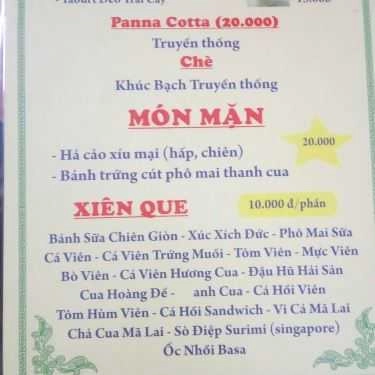 Panna Cotta (20.000)
Truyền thống
Chè
Khúc Bạch Truyền thống
MÓN MẶN
20.000
- Há cảo xíu mại (hấp, chiên)
- Bánh trứng cút phô mai thanh cua
XIÊN QUE
10.000 đ/phần
Bánh Sữa Chiên Giòn - Xúc Xích Đức - Phô Mai Sữa
Cá Viên - Cá Viên Trứng Muối - Tôm Viên - Mực Viên
Bò Viên - Cá Viên Hương Cua - Đậu Hũ Hải Sản
Cua Hoàng Đế - anh Cua - Cá Hồi Viên
Tôm Hùm Viên - Cá Hồi Sandwich - Vi Cá Mã Lai
Chả Cua Mã Lai - Sò Điệp Surimi (singapore)
Ốc Nhồi Basa